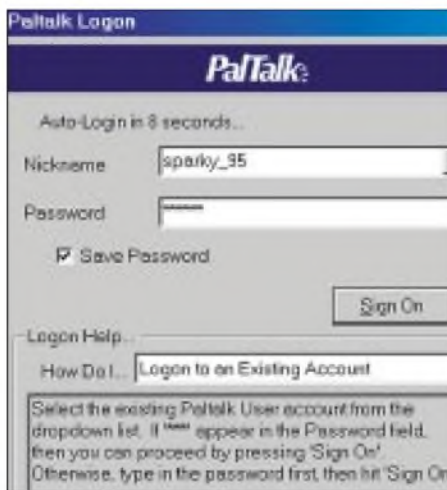 Paltalk Logon
PalTalk
Auto-Login in 8 seconds...
Nickname sparky_95
Password ******
Save Password
Sign On
Logon Help...
How Do I... Logon to an Existing Account
Select the existing Paltalk User account from the
dropdown list. If "****" appear in the Password field,
then you can proceed by pressing 'Sign On'.
Otherwise, type in the password first, then hit 'Sign On